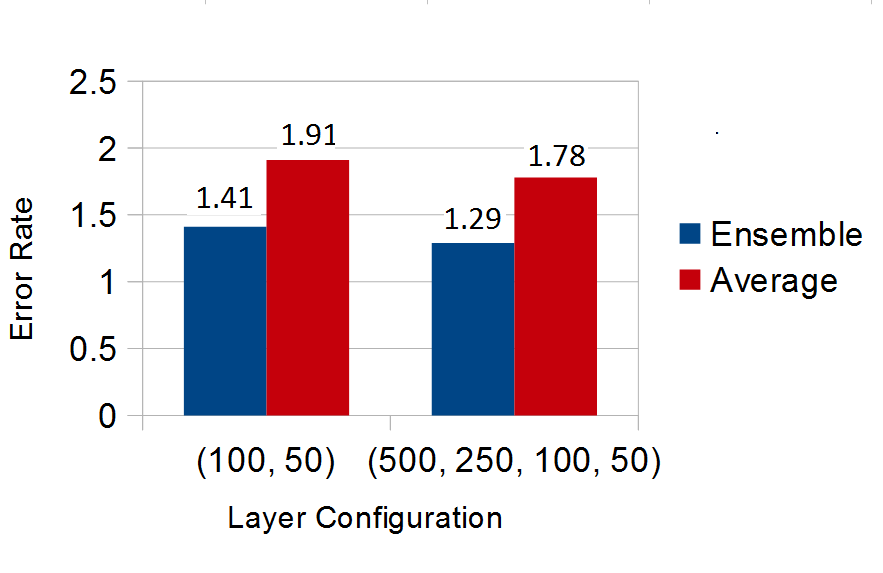 2.5
2
1.5
1
0.5
0
Error Rate
1.41
1.91
1.29
1.78
(100, 50)
(500, 250, 100, 50)
Layer Configuration
Ensemble
Average